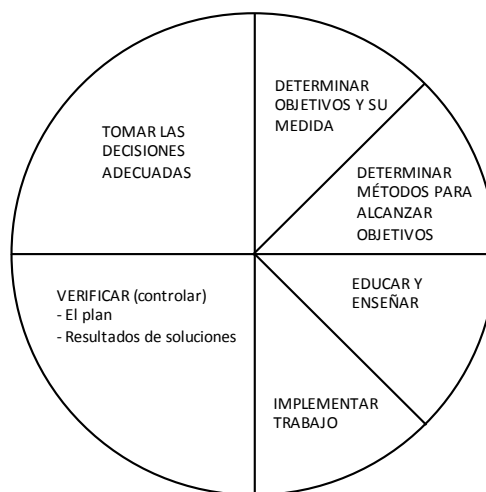 DETERMINAR
OBJETIVOS Y SU
MEDIDA
DETERMINAR
MÉTODOS PARA
ALCANZAR
OBJETIVOS
EDUCAR Y
ENSEÑAR
IMPLEMENTAR
TRABAJO
VERIFICAR (controlar)
- El plan
- Resultados de soluciones
TOMAR LAS
DECISIONES
ADECUADAS